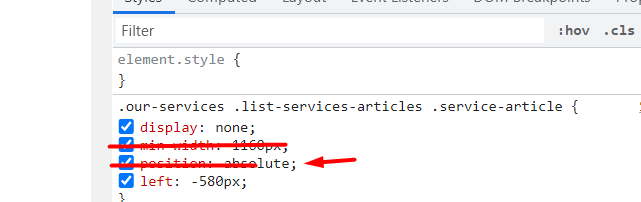 Styles Computed Layout Event Listeners DOM Breakpoints Properties
Filter :hov .cls
element.style {
}
.our-services .list-services-articles .service-article {
display: none;
min-width: 1160px;
position: absolute;
left: -580px;
}